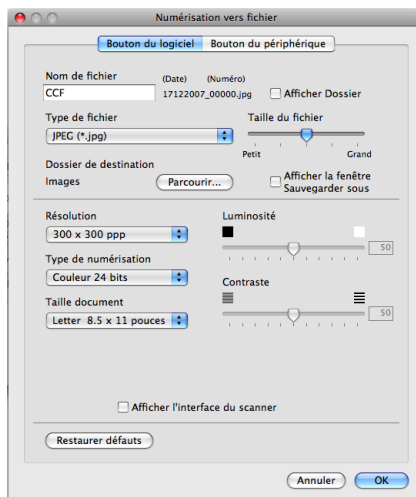 Numérisation vers fichier
Bouton du logiciel Bouton du périphérique
Nom de fichier (Date) (Numéro)
CCF 17122007_00000.jpg Afficher Dossier
Type de fichier Taille du fichier
JPEG (*.jpg)
Petit Grand
Dossier de destination
Images Parcourir... Afficher la fenêtre
Sauvegarder sous
Résolution Luminosité
300 x 300 ppp
50
Type de numérisation
Couleur 24 bits
Contraste
Taille document
Letter 8.5 x 11 pouces 50
Afficher l'interface du scanner
Restaurer défauts
Annuler OK